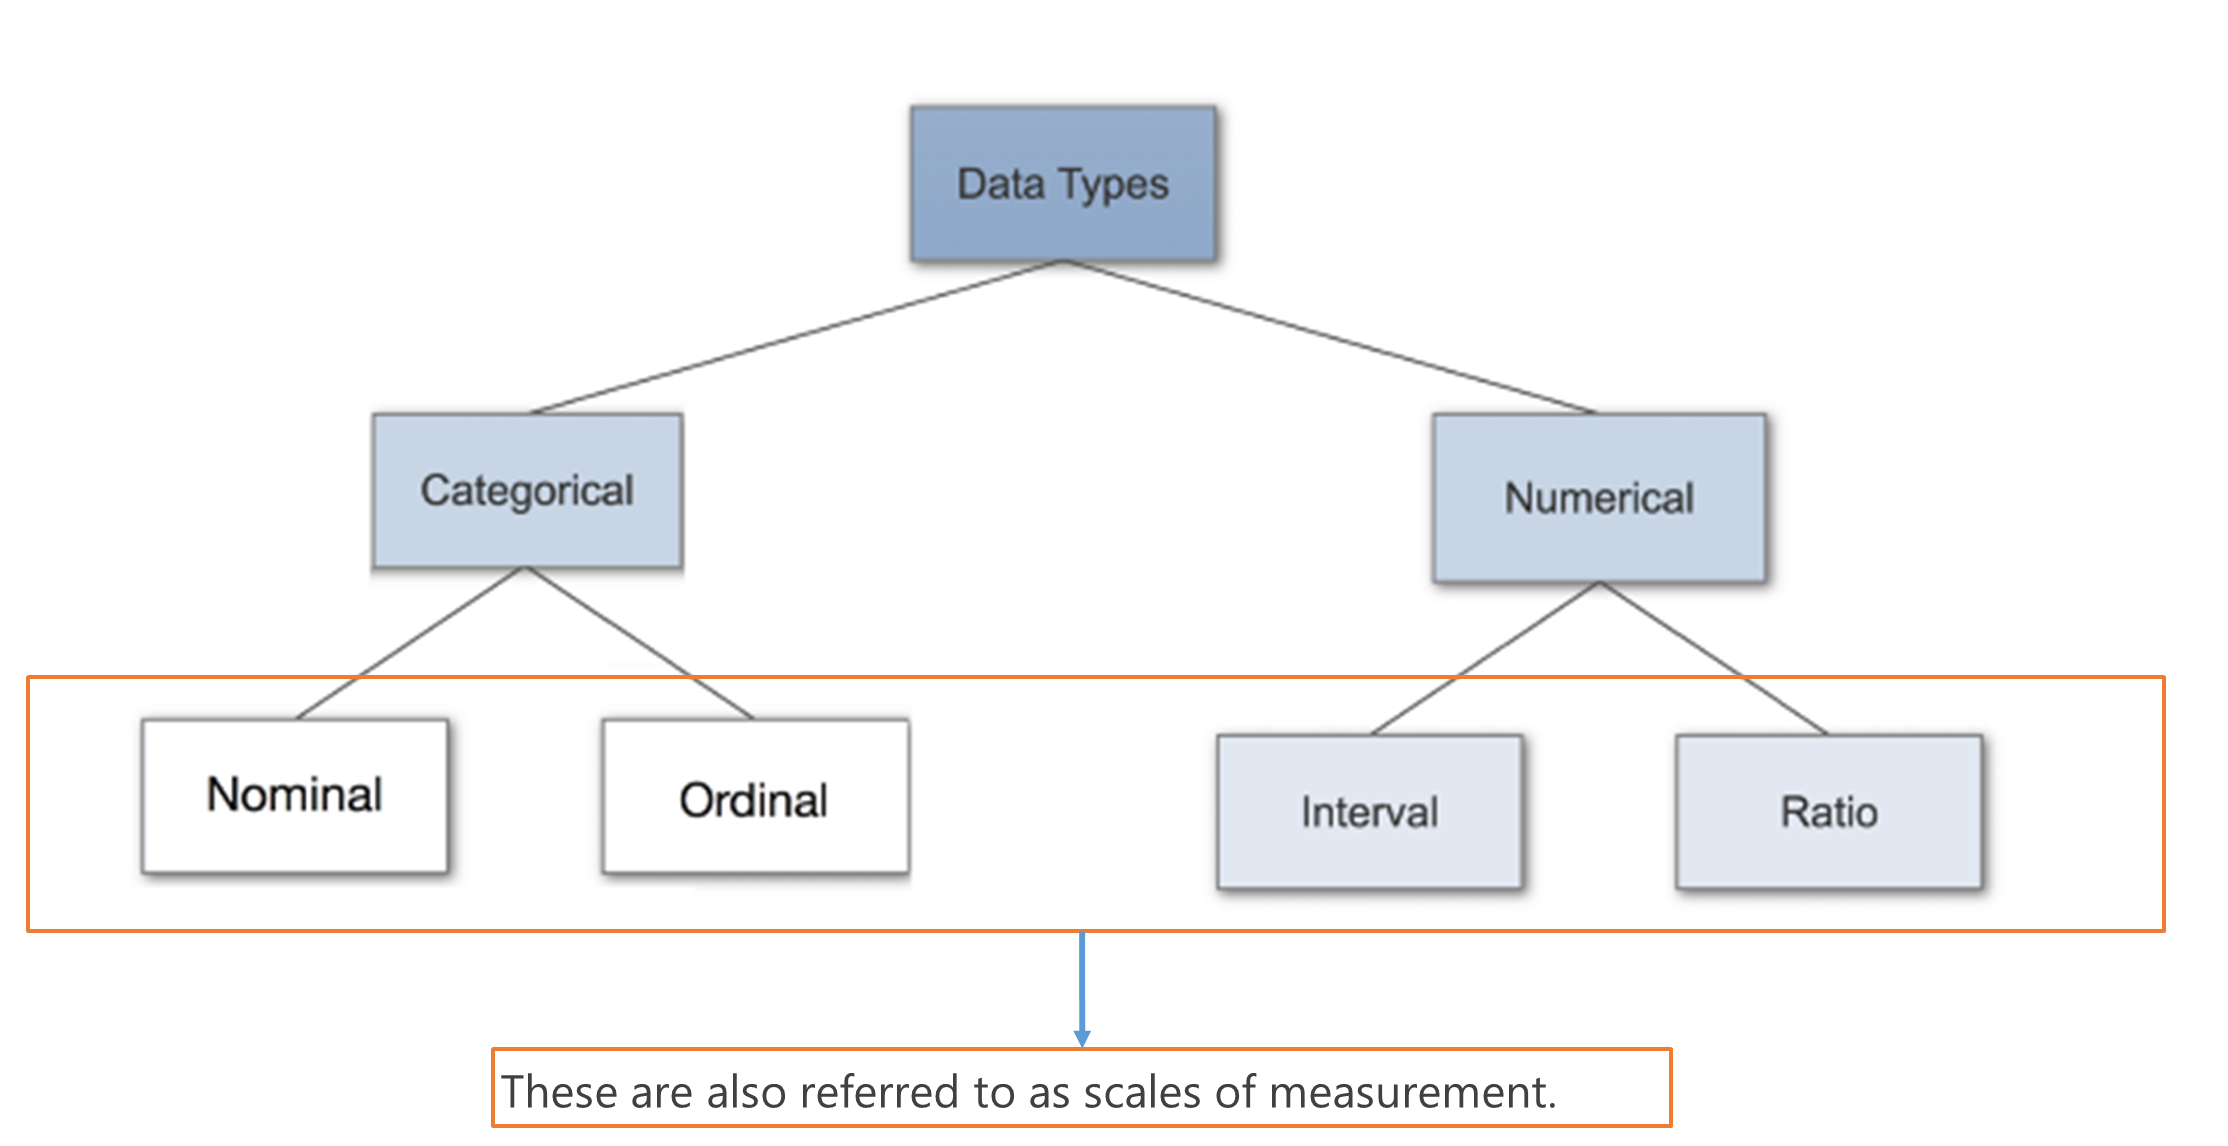 Data Types
Categorical
Numerical
Nominal
Ordinal
Interval
Ratio
These are also referred to as scales of measurement.